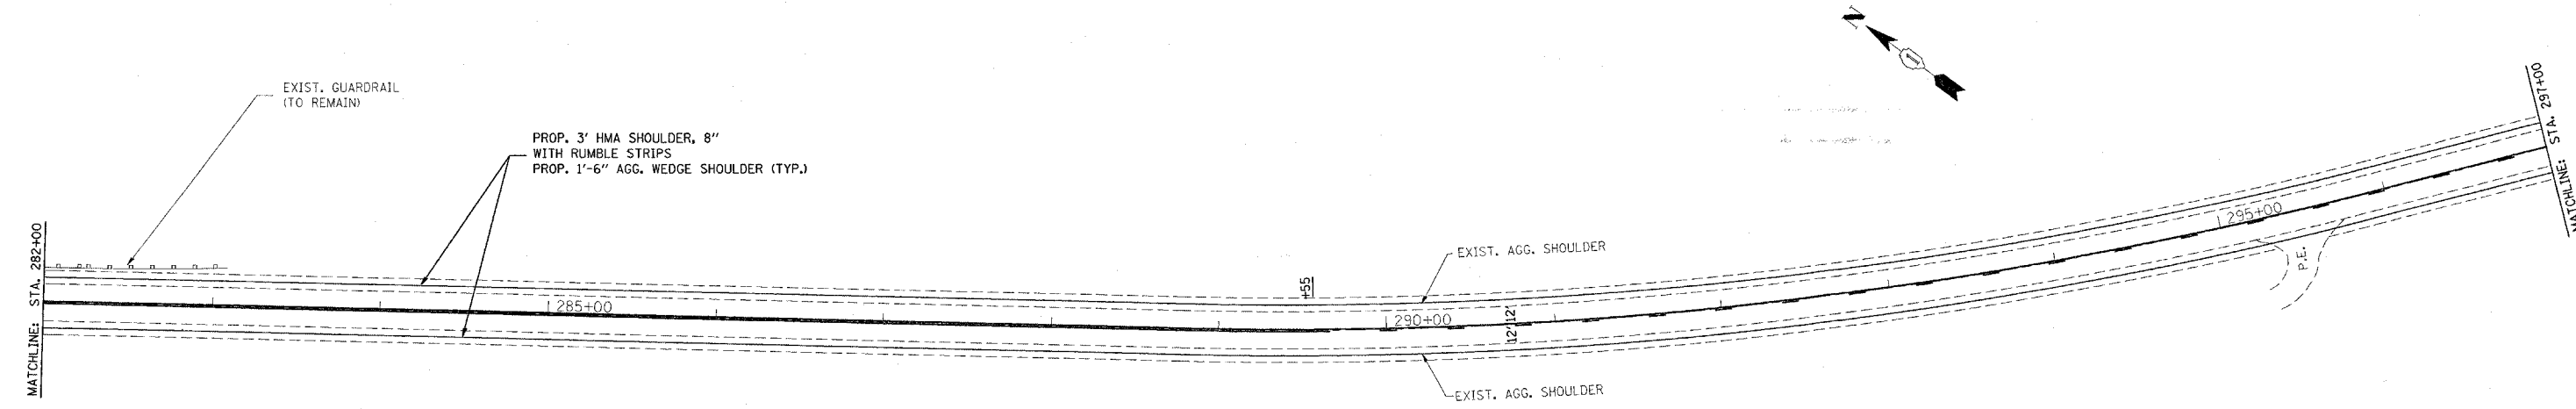 N
EXIST. GUARDRAIL
(TO REMAIN)
PROP. 3' HMA SHOULDER, 8"
WITH RUMBLE STRIPS
PROP. 1'-6" AGG. WEDGE SHOULDER (TYP.)
MATCHLINE: STA. 282+00
285+00
+55
290+00
12' 12'
EXIST. AGG. SHOULDER
EXIST. AGG. SHOULDER
295+00
P.E.
MATCHLINE: STA. 297+00